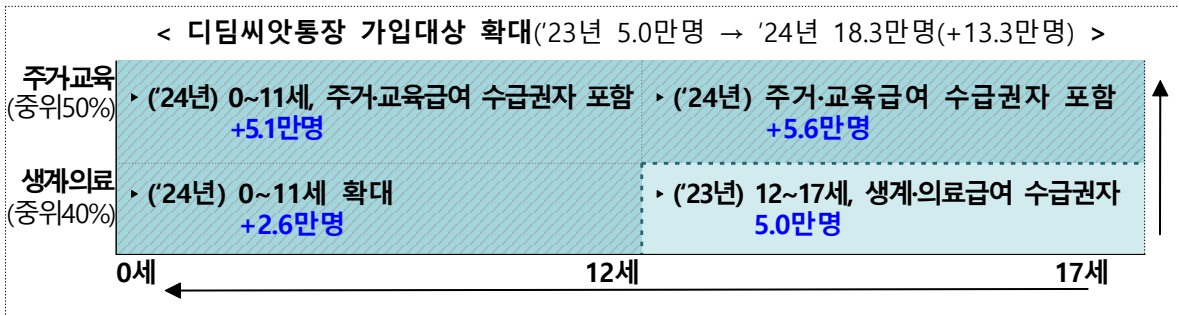 < 디딤씨앗통장 가입대상 확대(‘23년 5.0만명 → ’24년 18.3만명(+13.3만명) >
주거·교육
(중위50%)
▸ (‘24년) 0~11세, 주거·교육급여 수급권자 포함
+5.1만명
▸ (‘24년) 주거·교육급여 수급권자 포함
+5.6만명
생계·의료
(중위40%)
▸ (‘24년) 0~11세 확대
+2.6만명
▸ (‘23년) 12~17세, 생계·의료급여 수급권자
5.0만명
0세 12세 17세